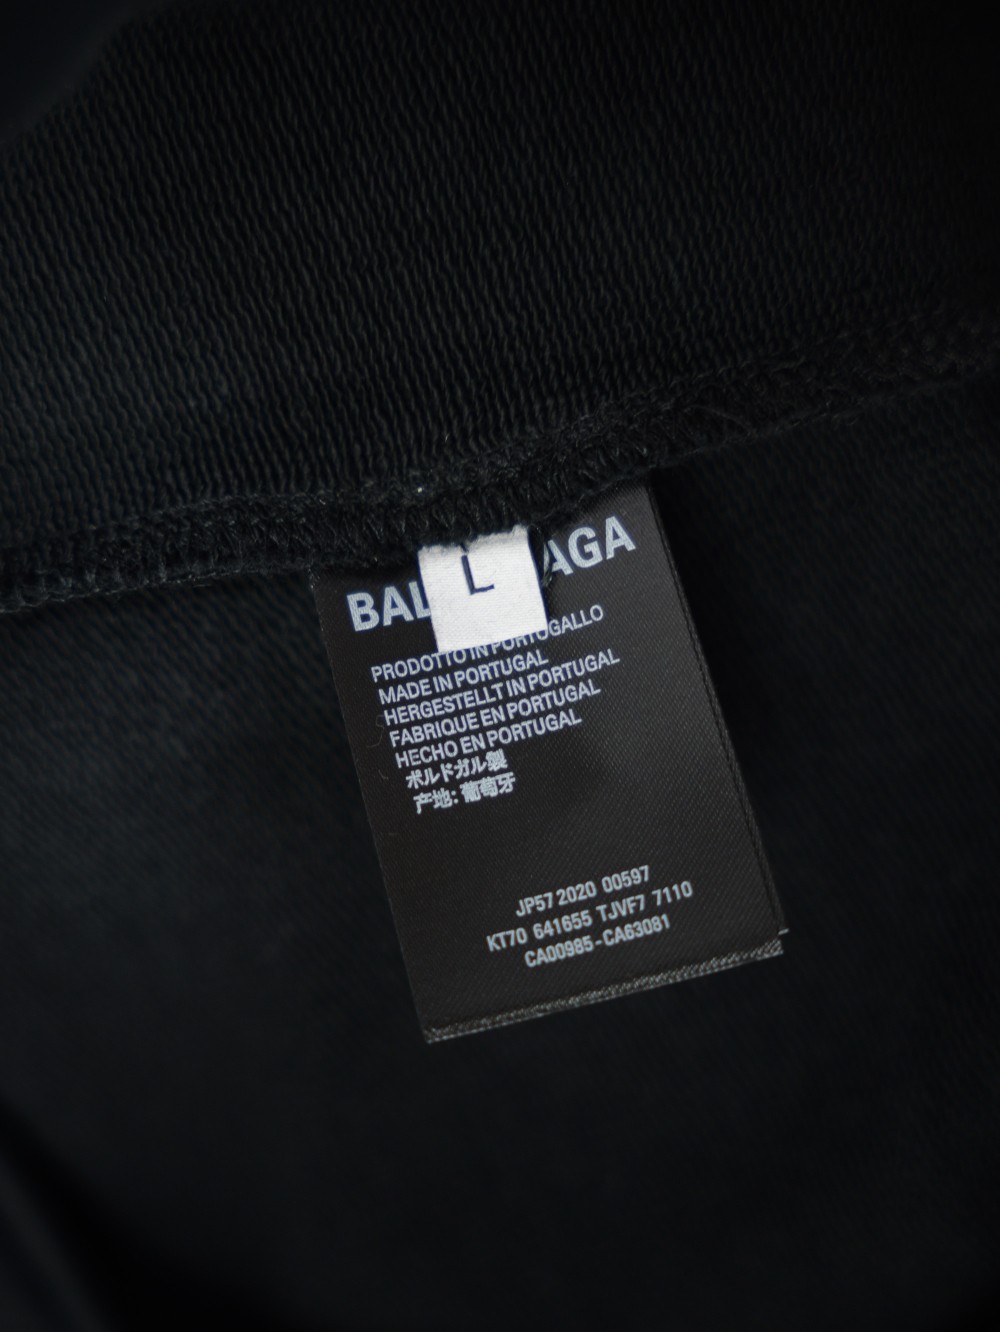 L
BAL AGA
PRODOTTO IN PORTOGALLO
MADE IN PORTUGAL
HERGESTELLT IN PORTUGAL
FABRIQUE EN PORTUGAL
HECHO EN PORTUGAL
ポルトガル製
产地: 葡萄牙
JP57 2020 00597
KT70 641655 TJVF7 7110
CA00985-CA63081